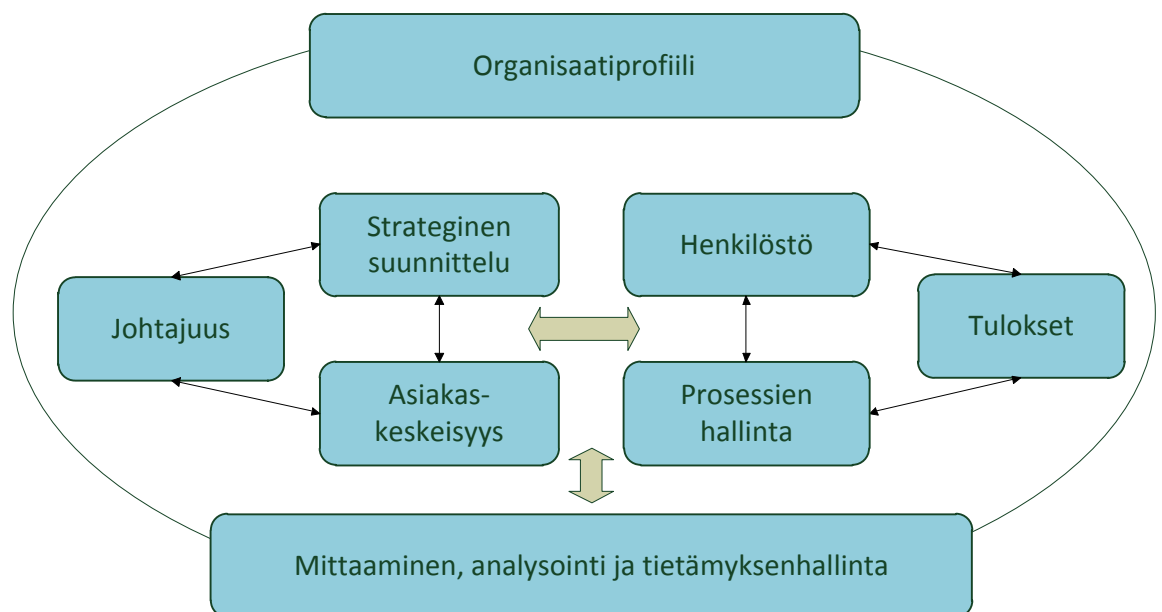 Organisaatiprofiili
Strateginen
suunnittelu
Henkilöstö
Johtajuus
Tulokset
Asiakas-
keskeisyys
Prosessien
hallinta
Mittaaminen, analysointi ja tietämyksenhallinta